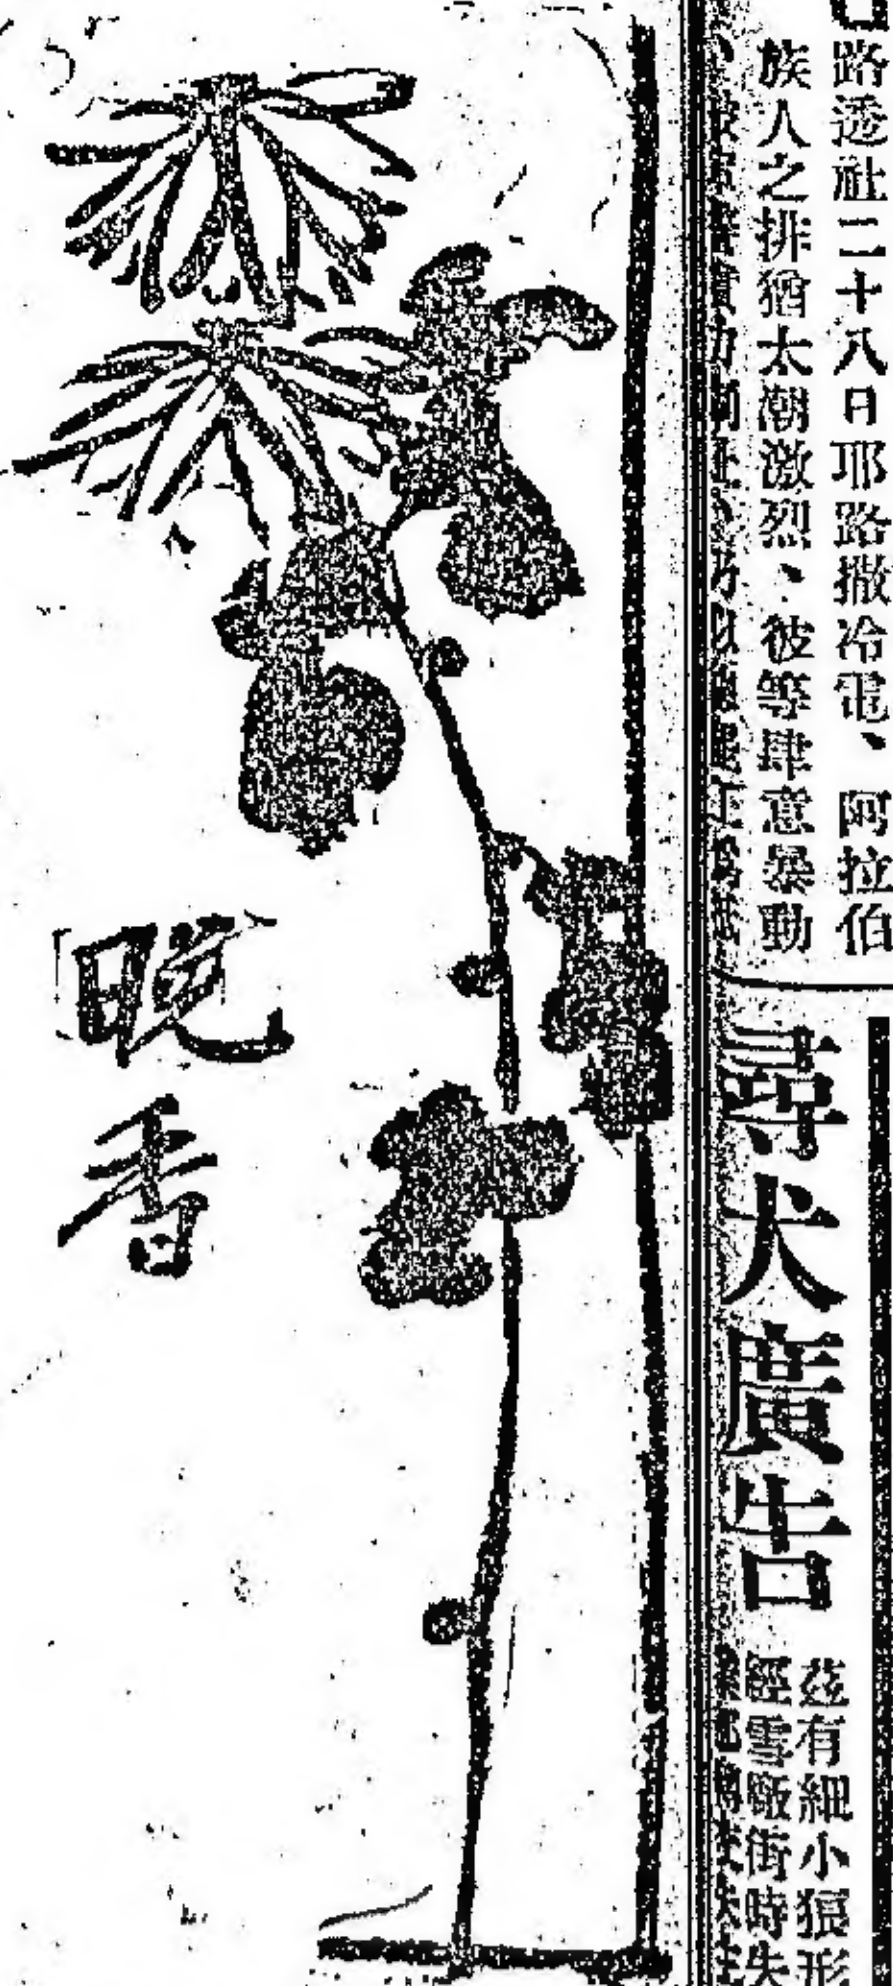 路透社二十八日耶路撒冷電、阿拉伯
族人之排猶太潮激烈、彼等肆意暴動
尋犬廣告
茲有細小狼形
經雪廠街時失
晚香